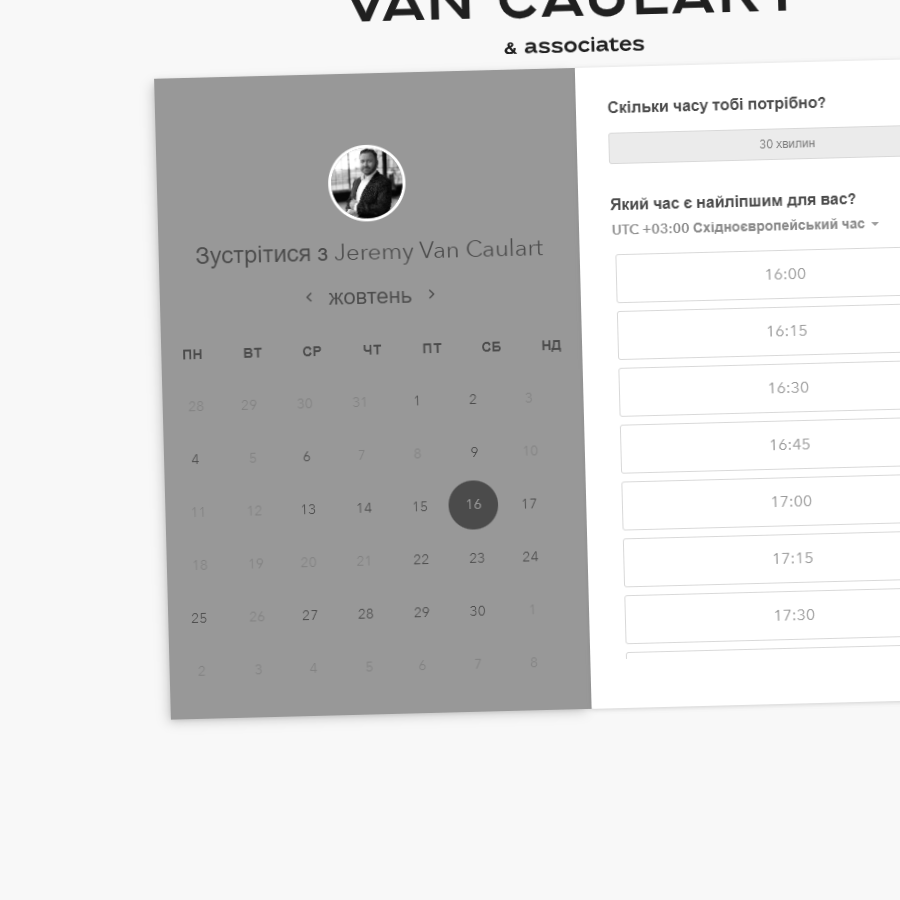 VAN CAULART
& associates
Зустрітися з Jeremy Van Caulart
жовтень
ПН ВТ СР ЧТ ПТ СБ НД
28 29 30 31 1 2 3
4 5 6 7 8 9 10
11 12 13 14 15 16 17
18 19 20 21 22 23 24
25 26 27 28 29 30 1
2 3 4 5 6 7 8
Скільки часу тобі потрібно?
30 хвилин
Який час є найліпшим для вас?
UTC +03:00 Східноєвропейський час
16:00
16:15
16:30
16:45
17:00
17:15
17:30